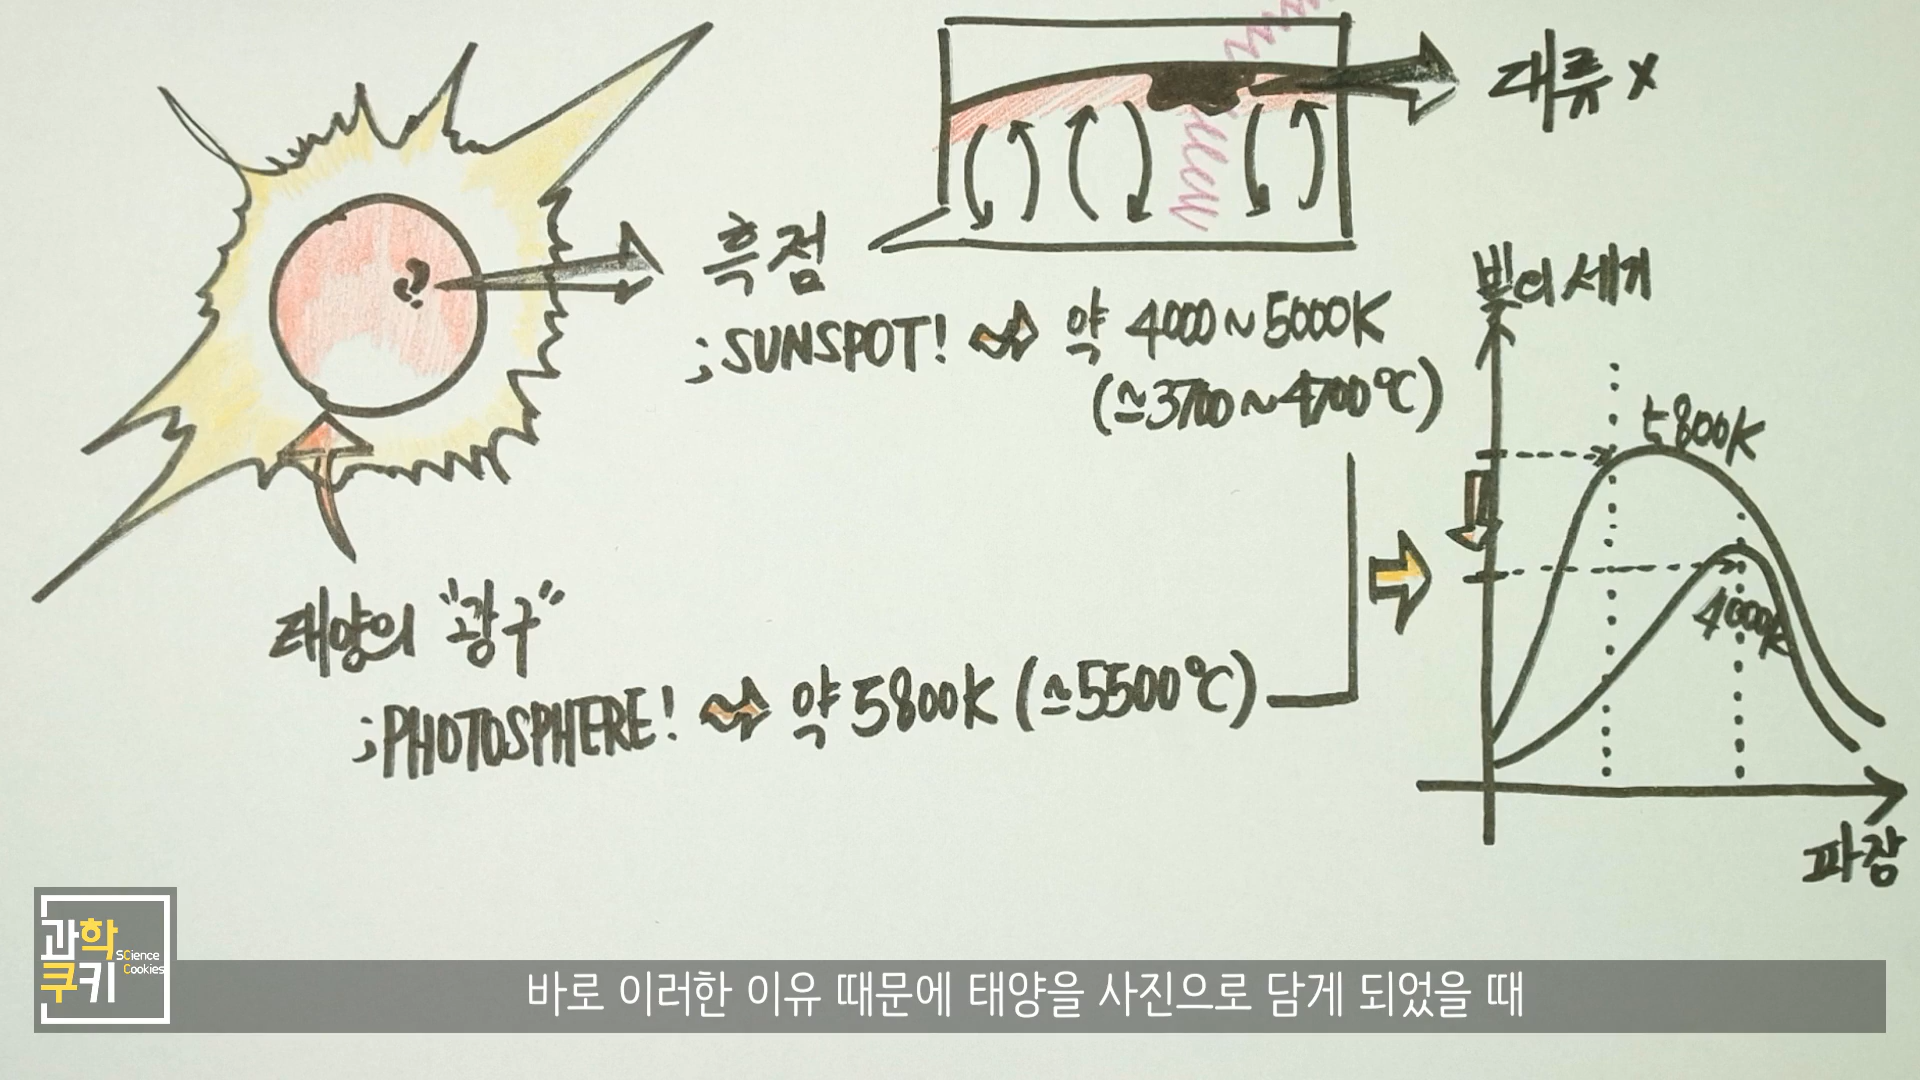 대류 x
흑점
;SUNSPOT! 약 4000~5000K
(≃3700~4700℃)
태양의 "광구"
;PHOTOSPHERE! 약 5800K (≃5500℃)
빛의 세기
5800K
4000K
파장
과학쿠키
Science Cookies
바로 이러한 이유 때문에 태양을 사진으로 담게 되었을 때